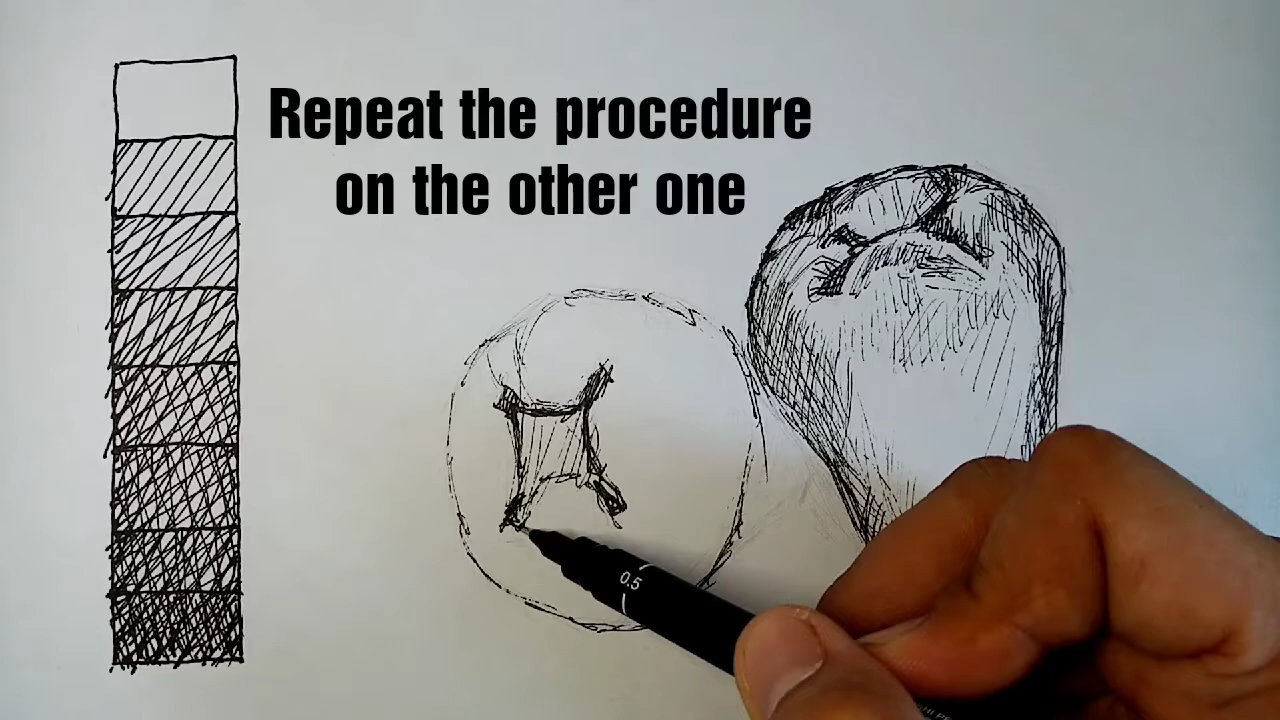 Repeat the procedure
on the other one
0.5